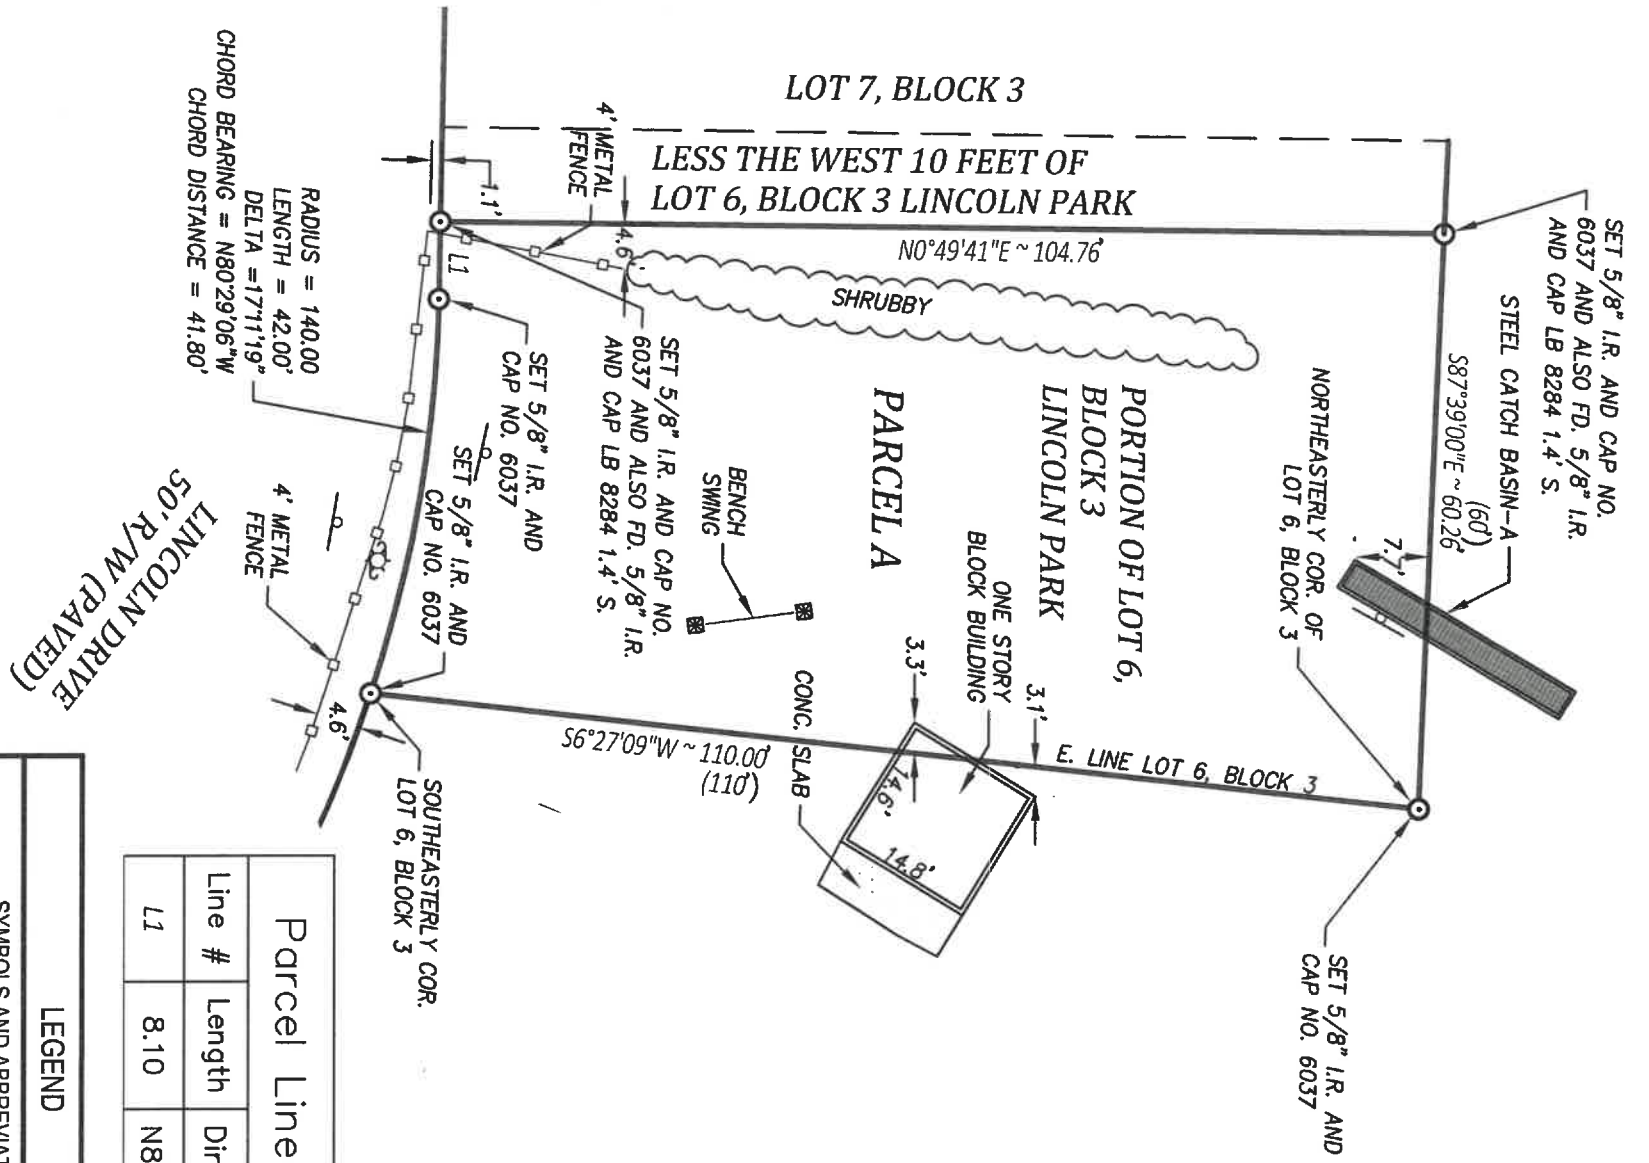 SET 5/8" I.R. AND CAP NO.
6037 AND ALSO FD. 5/8" I.R.
AND CAP LB 8284 1.4' S.
STEEL CATCH BASIN-A
S87°39'00"E ~ 60.26'
(60')
7.7'
NORTHEASTERLY COR. OF
LOT 6, BLOCK 3
SET 5/8" I.R. AND
CAP NO. 6037
LOT 7, BLOCK 3
LESS THE WEST 10 FEET OF
LOT 6, BLOCK 3 LINCOLN PARK
N0°49'41"E ~ 104.76'
SHRUBBY
PORTION OF LOT 6,
BLOCK 3
LINCOLN PARK
PARCEL A
ONE STORY
BLOCK BUILDING
3.1'
3.3'
E. LINE LOT 6, BLOCK 3
14.6'
14.8'
CONC. SLAB
BENCH
SWING
S6°27'09"W ~ 110.00'
(110')
4' METAL
FENCE
4.6'
1.1'
L1
SET 5/8" I.R. AND CAP NO.
6037 AND ALSO FD. 5/8" I.R.
AND CAP LB 8284 1.4' S.
SET 5/8" I.R. AND
CAP NO. 6037
SET 5/8" I.R. AND
CAP NO. 6037
RADIUS = 140.00
LENGTH = 42.00'
DELTA =17°11'19"
CHORD BEARING = N80°29'06"W
CHORD DISTANCE = 41.80'
4' METAL
FENCE
4.6'
SOUTHEASTERLY COR.
LOT 6, BLOCK 3
LINCOLN DRIVE
50' R/W (PAVED)
Parcel Line
Line # Length Dir
L1 8.10 N8
LEGEND
SYMBOLS AND ABBREVIAT